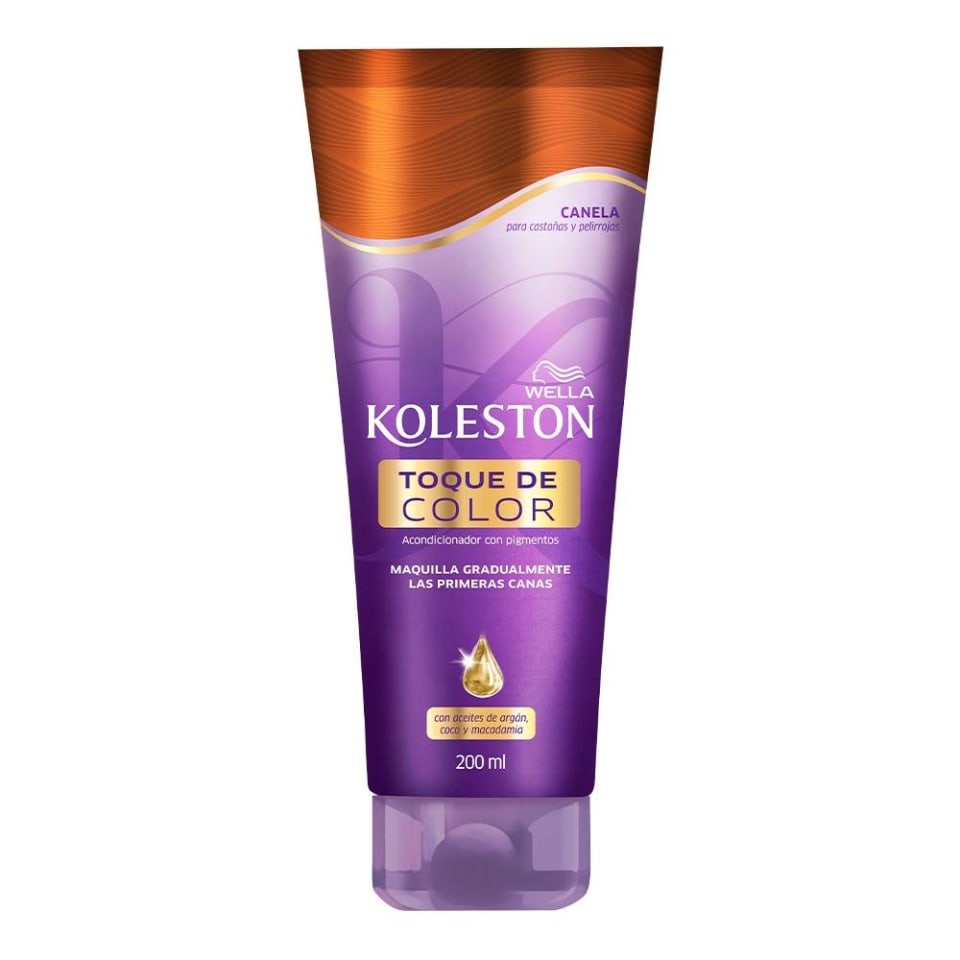 CANELA
para castañas y pelirrojas
WELLA
KOLESTON
TOQUE DE
COLOR
Acondicionador con pigmentos
MAQUILLA GRADUALMENTE
LAS PRIMERAS CANAS
con aceites de argán,
coco y macadamia
200 ml